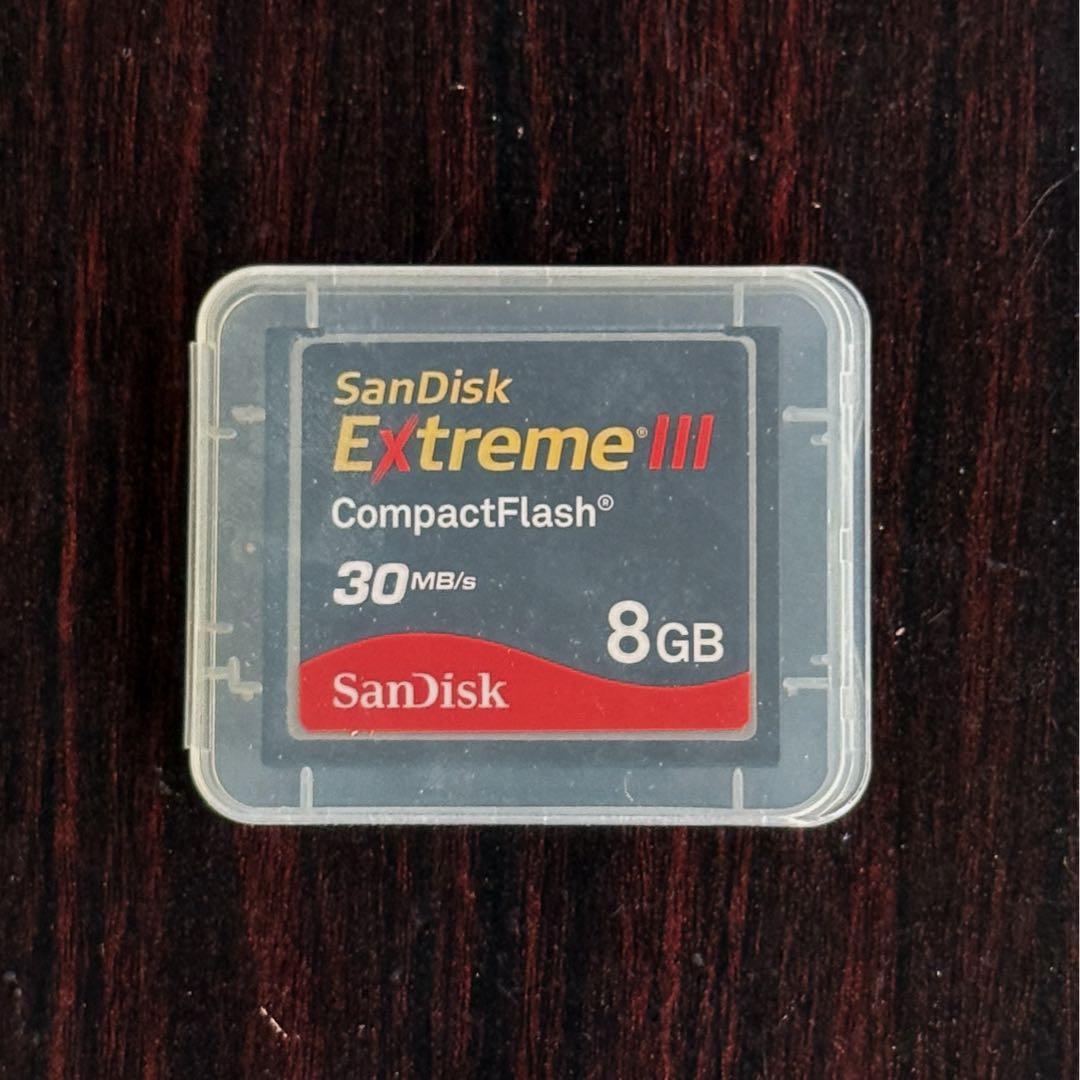 SanDisk
Extreme® III
CompactFlash®
30MB/s
8GB
SanDisk